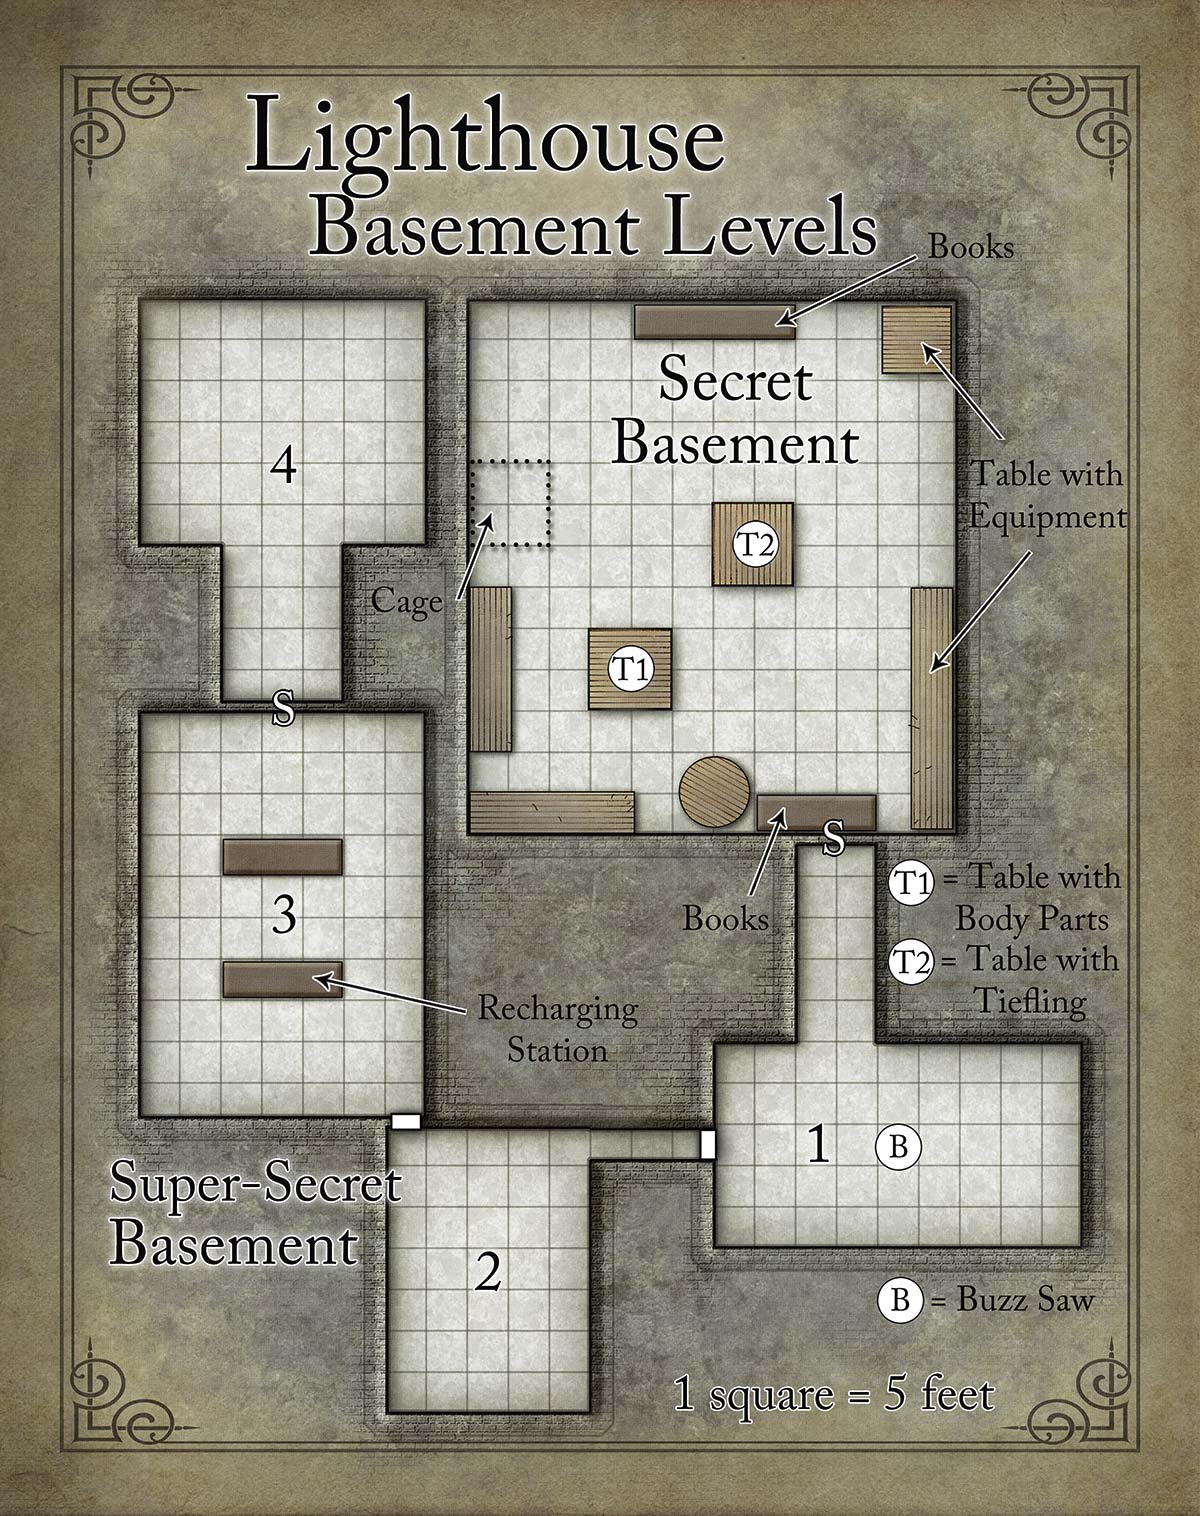 Lighthouse
Basement Levels
Books
Secret
Basement
4
Table with
Equipment
T2
Cage
T1
S
S
3
Books
T1 = Table with
Body Parts
T2 = Table with
Tiefling
Recharging
Station
1
B
Super-Secret
Basement
2
B = Buzz Saw
1 square = 5 feet